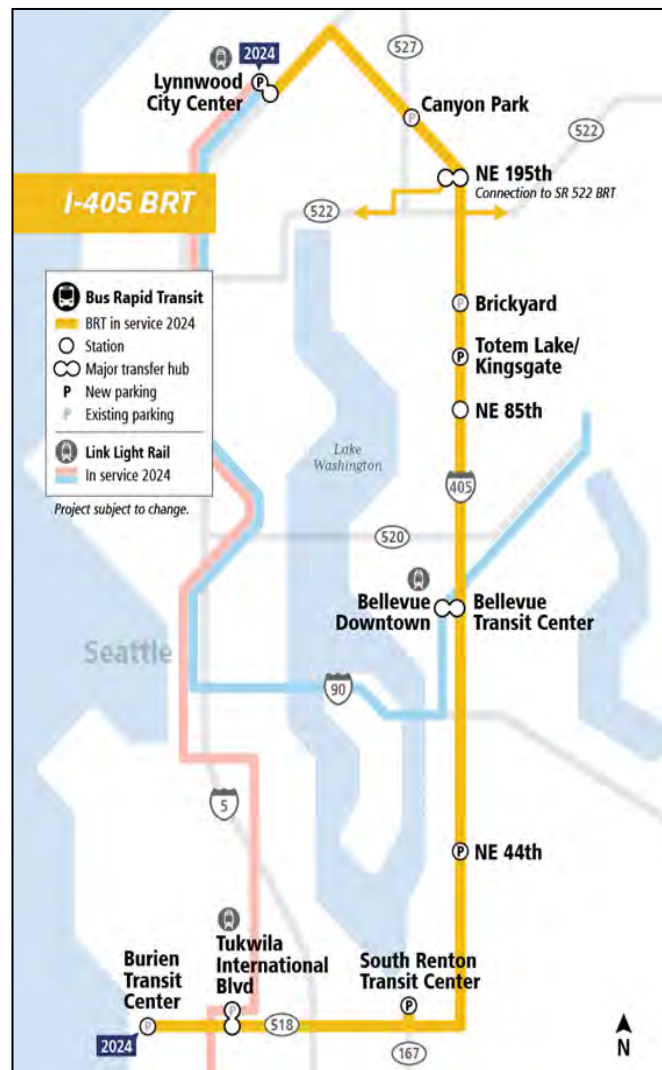 2024
Lynnwood
City Center
527
Canyon Park
522
NE 195th
Connection to SR 522 BRT
I-405 BRT
522
Bus Rapid Transit
BRT in service 2024
Station
Major transfer hub
P New parking
P Existing parking
Link Light Rail
In service 2024
Project subject to change.
P
P
Brickyard
P
Totem Lake/
Kingsgate
P
NE 85th
Lake
Washington
405
520
Bellevue
Downtown
Bellevue
Transit Center
Seattle
90
5
P
NE 44th
Burien
Transit
Center
Tukwila
International
Blvd
South Renton
Transit Center
P
P
P
518
2024
167
N